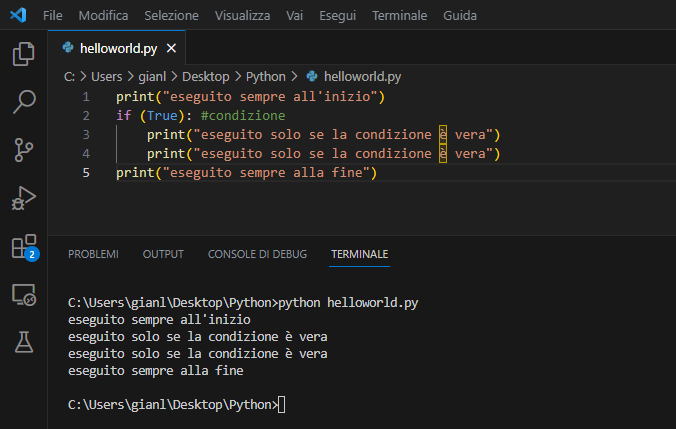 File Modifica Selezione Visualizza Vai Esegui Terminale Guida
helloworld.py
C: > Users > gianl > Desktop > Python > helloworld.py
1 print("eseguito sempre all'inizio")
2 if (True): #condizione
3 print("eseguito solo se la condizione è vera")
4 print("eseguito solo se la condizione è vera")
5 print("eseguito sempre alla fine")
2
PROBLEMI OUTPUT CONSOLE DI DEBUG TERMINALE
C:\Users\gianl\Desktop\Python>python helloworld.py
eseguito sempre all'inizio
eseguito solo se la condizione è vera
eseguito solo se la condizione è vera
eseguito sempre alla fine
C:\Users\gianl\Desktop\Python>